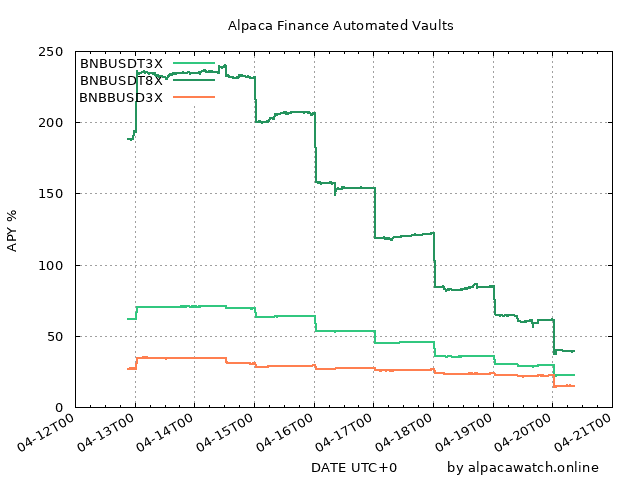 Alpaca Finance Automated Vaults
250
200
150
100
50
0
APY %
BNBUSDT3X
BNBUSDT8X
BNBBUSD3X
04-12T00
04-13T00
04-14T00
04-15T00
04-16T00
04-17T00
04-18T00
04-19T00
04-20T00
04-21T00
DATE UTC+0
by alpacawatch.online